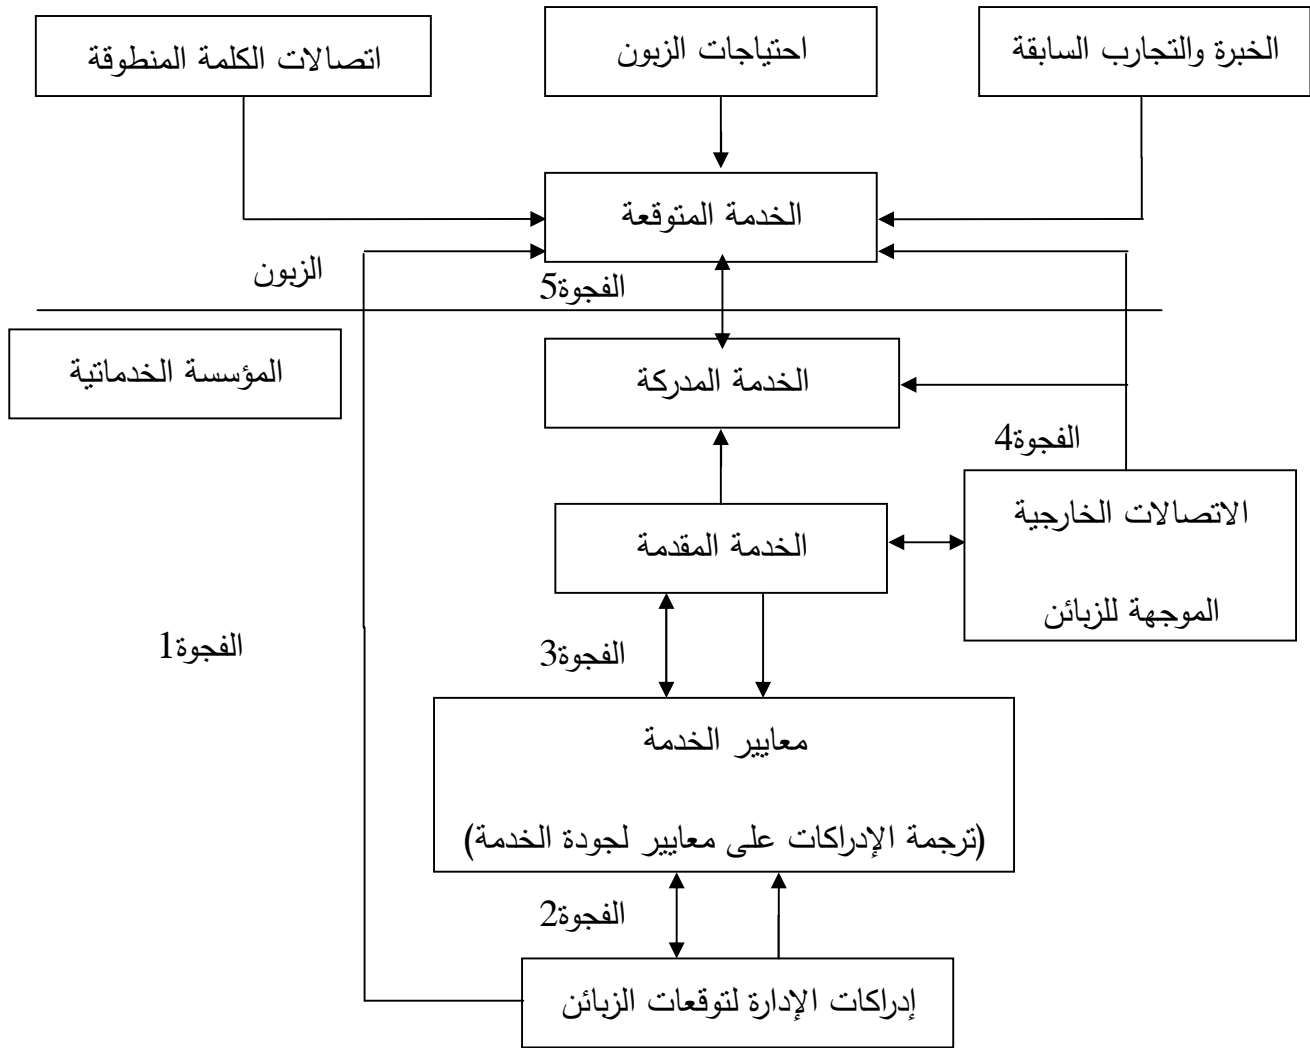 الخبرة والتجارب السابقة
احتياجات الزبون
اتصالات الكلمة المنطوقة
الخدمة المتوقعة
الزبون
الفجوة5
المؤسسة الخدماتية
الخدمة المدركة
الفجوة4
الاتصالات الخارجية
الموجهة للزبائن
الخدمة المقدمة
الفجوة3
الفجوة1
معايير الخدمة
(ترجمة الإدراكات على معايير لجودة الخدمة)
الفجوة2
إدراكات الإدارة لتوقعات الزبائن